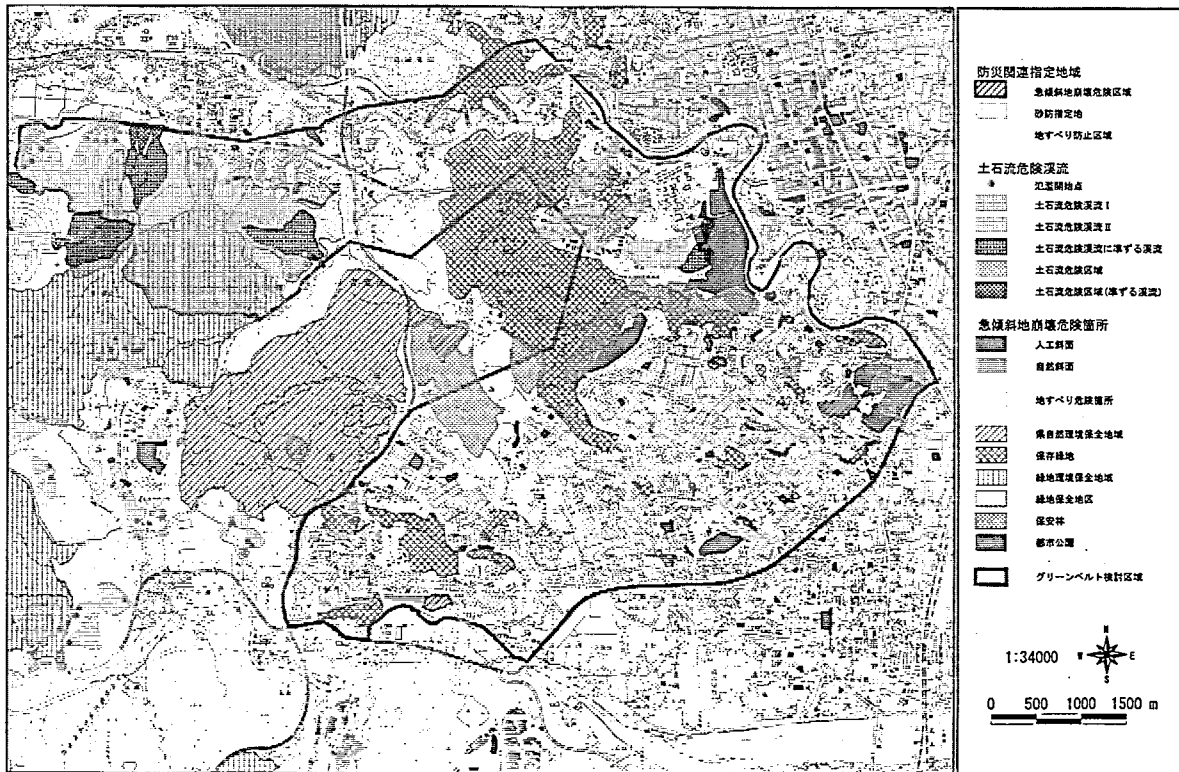 防災関連指定地域
急傾斜地崩壊危険区域
砂防指定地
地すべり防止区域
土石流危険渓流
氾濫開始点
土石流危険渓流Ⅰ
土石流危険渓流Ⅱ
土石流危険渓流に準ずる渓流
土石流危険区域
土石流危険区域(準ずる渓流)
急傾斜地崩壊危険箇所
人工斜面
自然斜面
地すべり危険箇所
県自然環境保全地域
保存緑地
緑地環境保全地域
緑地保全地区
保安林
都市公園
グリーンベルト検討区域
1:34000
N
W
E
S
0 500 1000 1500 m